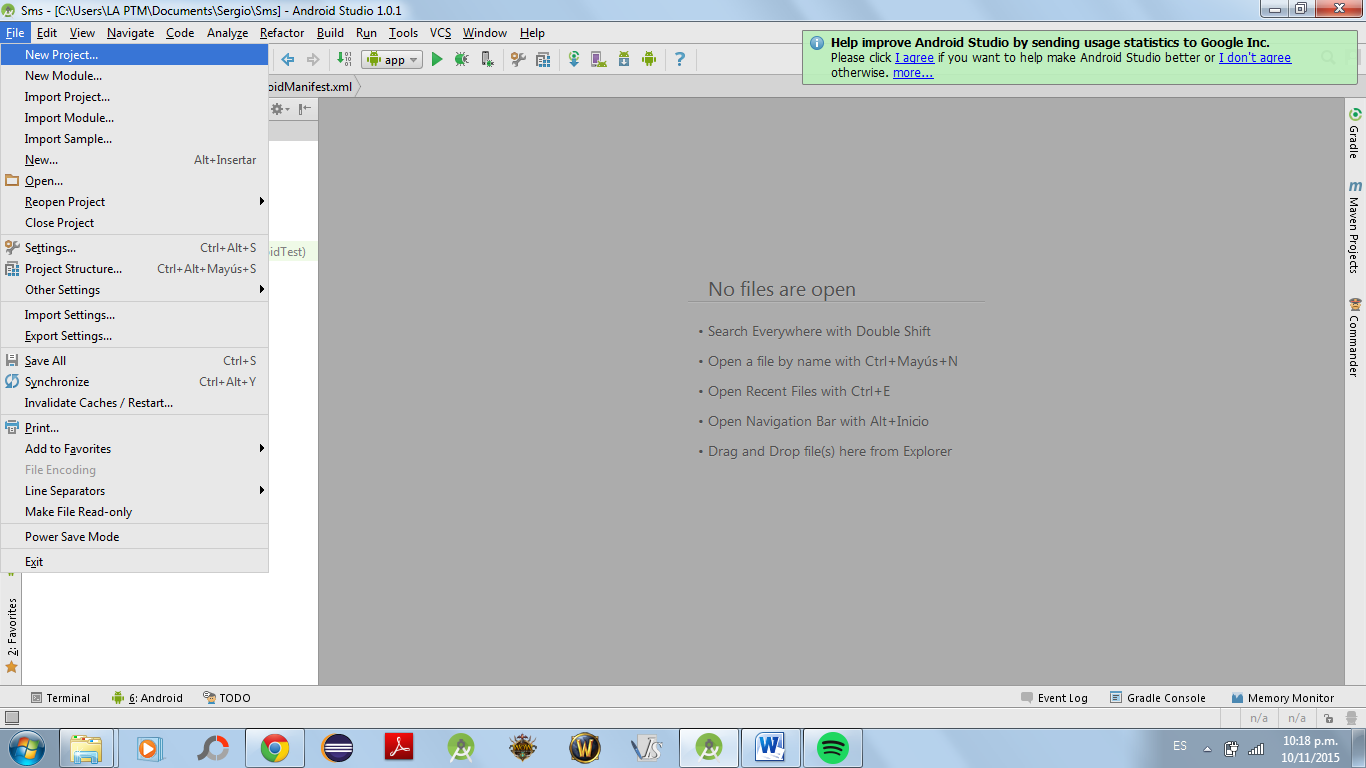 Sms - [C:\Users\LA PTM\Documents\Sergio\Sms] - Android Studio 1.0.1
File Edit View Navigate Code Analyze Refactor Build Run Tools VCS Window Help
New Project...
New Module...
Import Project...
Import Module...
Import Sample...
New... Alt+Insertar
Open...
Reopen Project
Close Project
Settings... Ctrl+Alt+S
Project Structure... Ctrl+Alt+Mayús+S
Other Settings
Import Settings...
Export Settings...
Save All Ctrl+S
Synchronize Ctrl+Alt+Y
Invalidate Caches / Restart...
Print...
Add to Favorites
File Encoding
Line Separators
Make File Read-only
Power Save Mode
Exit
app
?
oidManifest.xml
oidTest)
Help improve Android Studio by sending usage statistics to Google Inc.
Please click I agree if you want to help make Android Studio better or I don't agree
otherwise. more...
No files are open
• Search Everywhere with Double Shift
• Open a file by name with Ctrl+Mayús+N
• Open Recent Files with Ctrl+E
• Open Navigation Bar with Alt+Inicio
• Drag and Drop file(s) here from Explorer
Gradle
m Maven Projects
Commander
2: Favorites
Terminal 6: Android TODO Event Log Gradle Console Memory Monitor
n/a n/a
W
ES
10:18 p.m.
10/11/2015